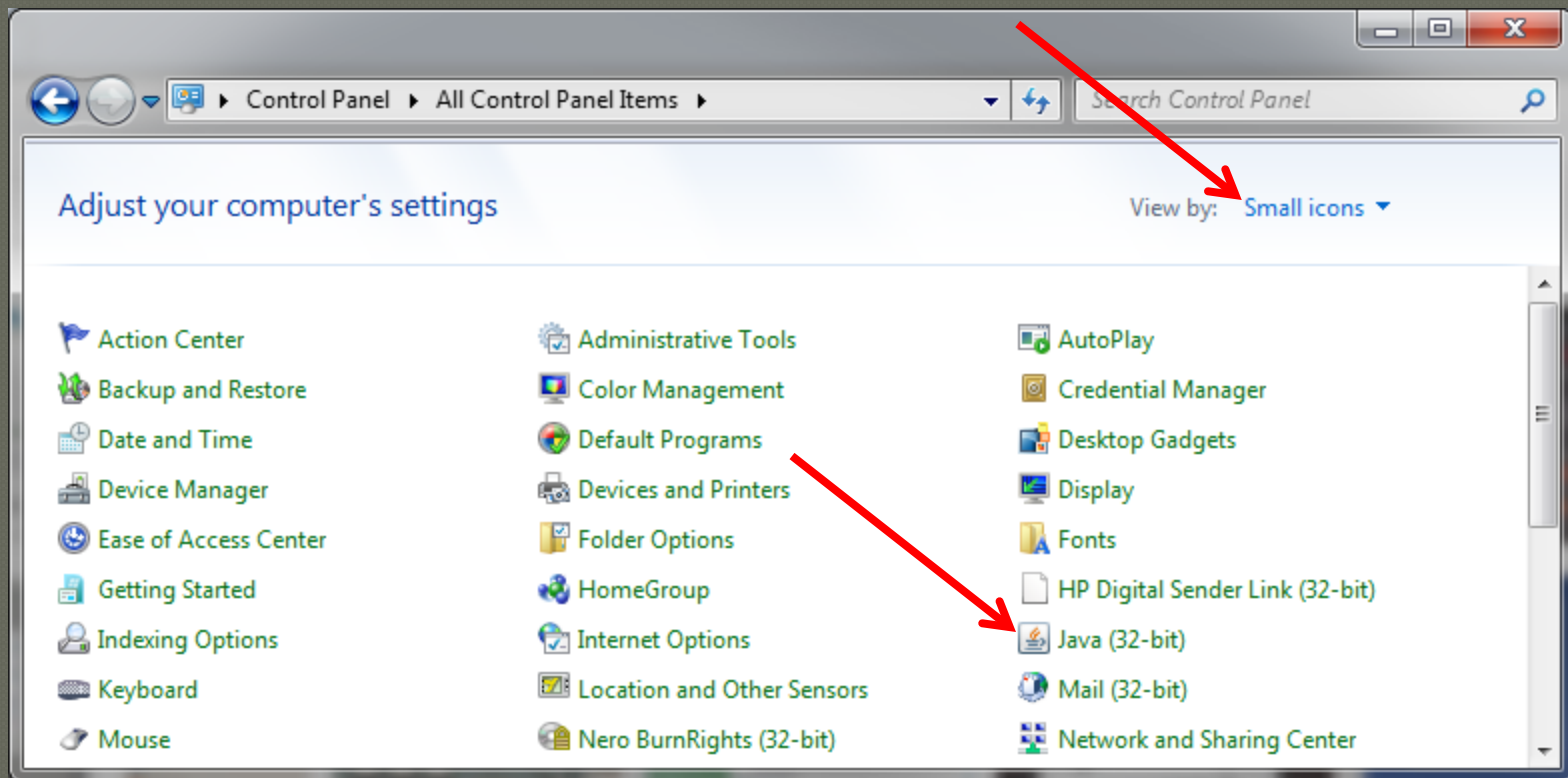 Control Panel All Control Panel Items Search Control Panel
Adjust your computer's settings View by: Small icons
Action Center Administrative Tools AutoPlay
Backup and Restore Color Management Credential Manager
Date and Time Default Programs Desktop Gadgets
Device Manager Devices and Printers Display
Ease of Access Center Folder Options Fonts
Getting Started HomeGroup HP Digital Sender Link (32-bit)
Indexing Options Internet Options Java (32-bit)
Keyboard Location and Other Sensors Mail (32-bit)
Mouse Nero BurnRights (32-bit) Network and Sharing Center